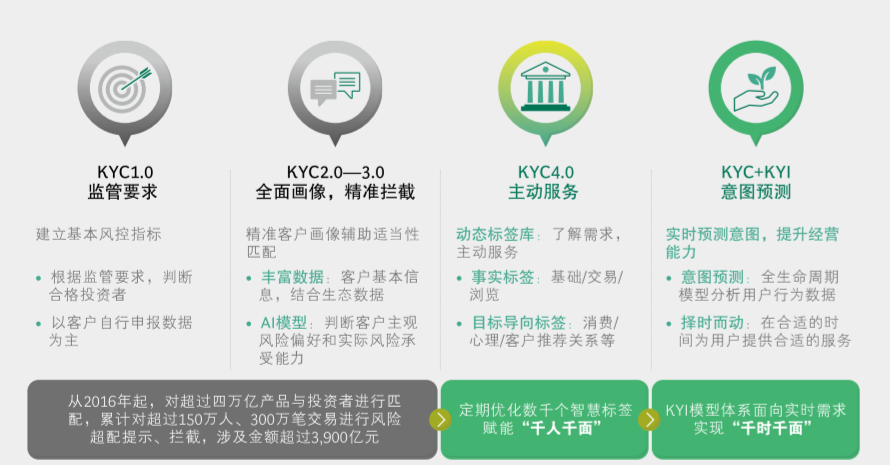 KYC1.0
监管要求
建立基本风控指标
• 根据监管要求，判断
合格投资者
• 以客户自行申报数据
为主
KYC2.0—3.0
全面画像，精准拦截
精准客户画像辅助适当性
匹配
• 丰富数据：客户基本信
息，结合生态数据
• AI模型：判断客户主观
风险偏好和实际风险承
受能力
KYC4.0
主动服务
动态标签库：了解需求，
主动服务
• 事实标签：基础/交易/
浏览
• 目标导向标签：消费/
心理/客户推荐关系等
KYC+KYI
意图预测
实时预测意图，提升经营
能力
• 意图预测：全生命周期
模型分析用户行为数据
• 择时而动：在合适的时
间为用户提供合适的服务
从2016年起，对超过四万亿产品与投资者进行匹
配，累计对超过150万人、300万笔交易进行风险
超配提示、拦截，涉及金额超过3,900亿元
定期优化数千个智慧标签
赋能“千人千面”
KYI模型体系面向实时需求
实现“千时千面”